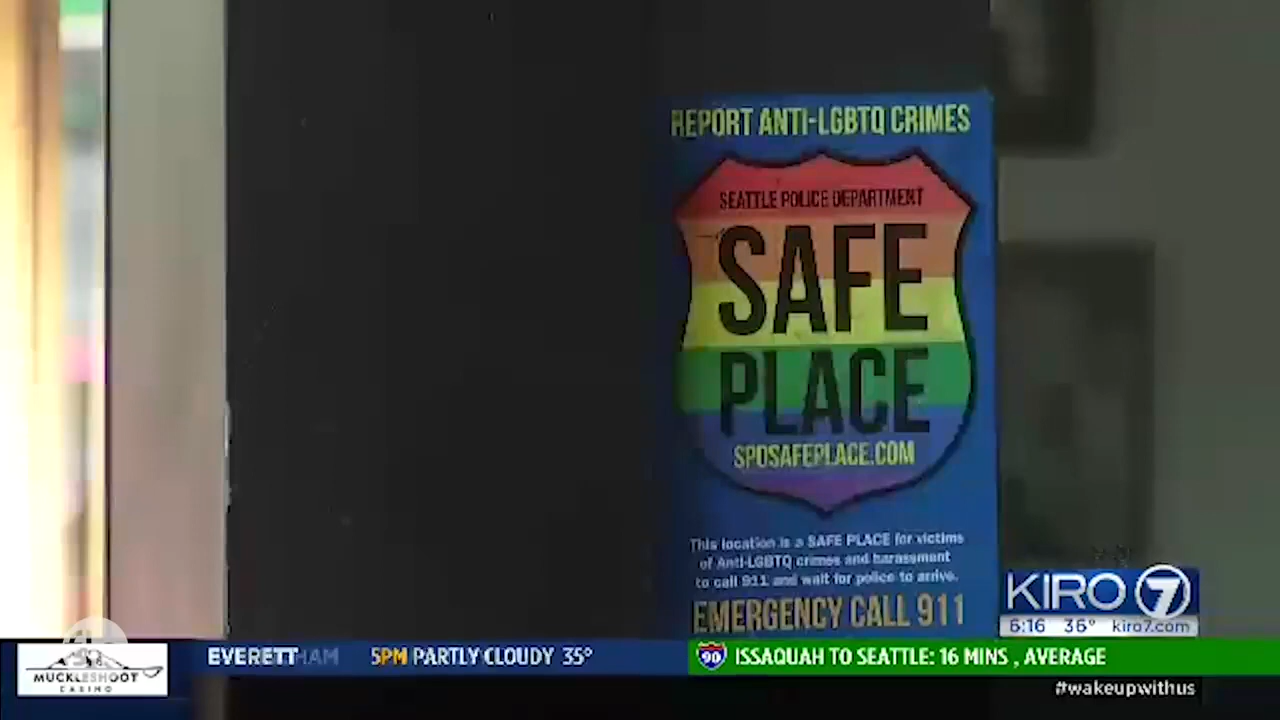 REPORT ANTI-LGBTQ CRIMES
SEATTLE POLICE DEPARTMENT
SAFE
PLACE
SPDSAFEPLACE.COM
This location is a SAFE PLACE for victims
of Anti-LGBTQ crimes and harassment
to call 911 and wait for police to arrive.
EMERGENCY CALL 911
KIRO 7
6:16 36° kiro7.com
MUCKLESHOOT
CASINO
EVERETT 5PM PARTLY CLOUDY 35°
90 ISSAQUAH TO SEATTLE: 16 MINS , AVERAGE
#wakeupwithus